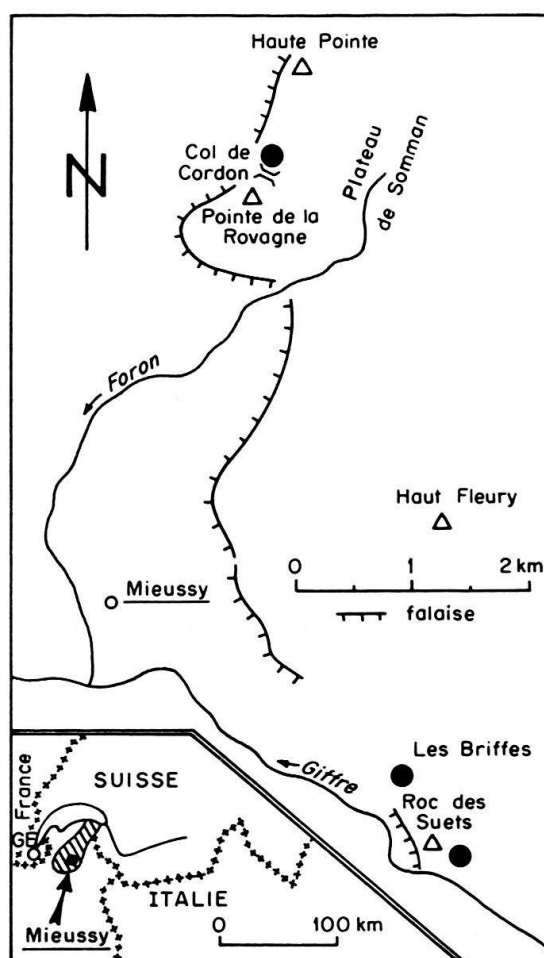 Haute Pointe
N
Col de
Cordon
Pointe de la
Rovagne
Plateau
de Somman
Foron
Haut Fleury
0 1 2 km
falaise
Mieussy
Giffre
Les Briffes
Roc des
Suets
France
SUISSE
GE
ITALIE
Mieussy
0 100 km